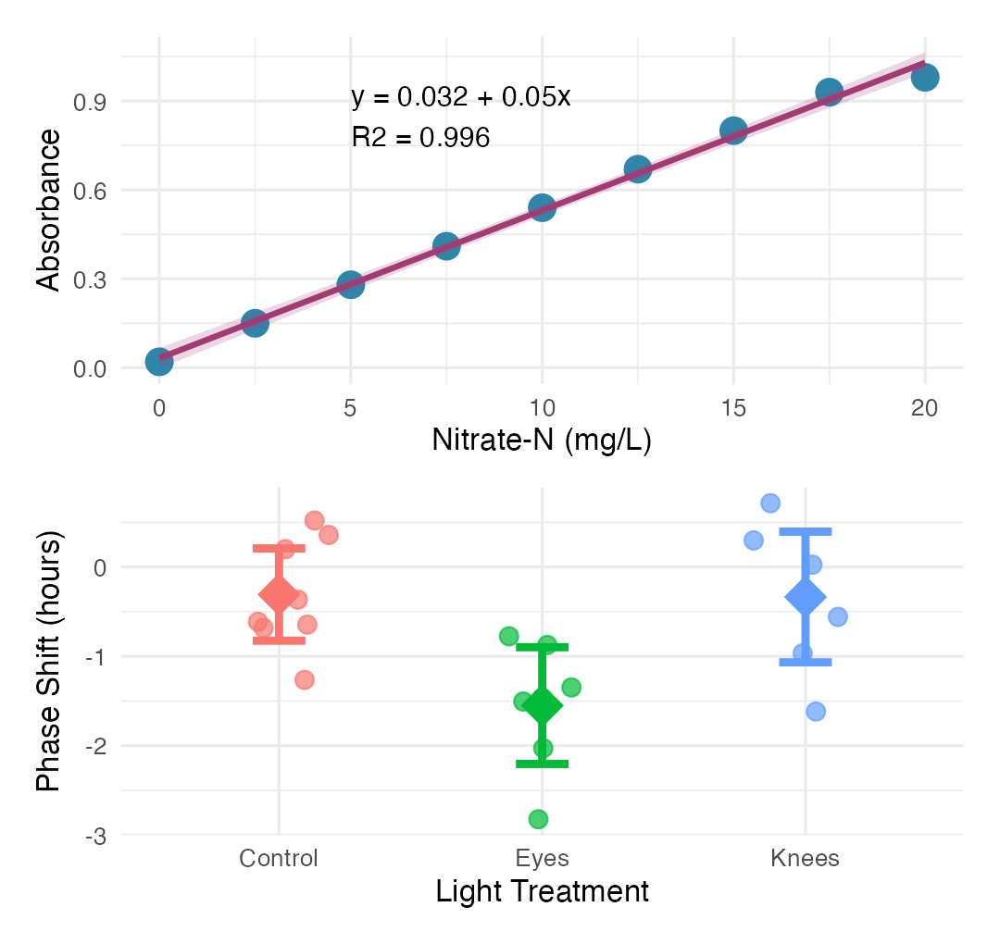 y = 0.032 + 0.05x
R2 = 0.996
Absorbance
0.9
0.6
0.3
0.0
0 5 10 15 20
Nitrate-N (mg/L)
Phase Shift (hours)
0
-1
-2
-3
Control Eyes Knees
Light Treatment